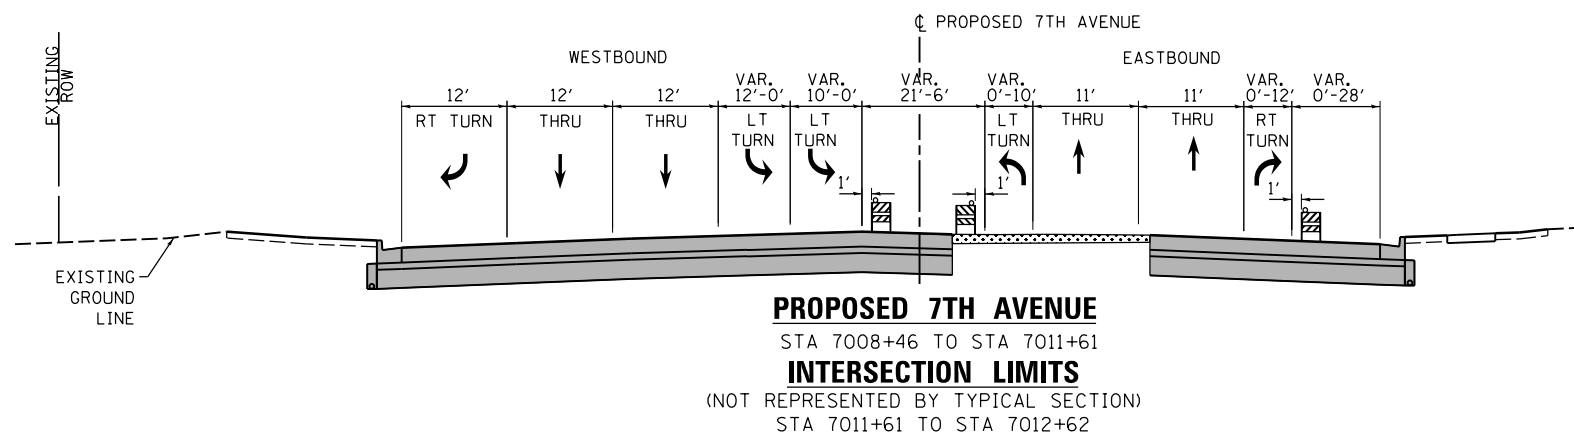 ℄ PROPOSED 7TH AVENUE
EXISTING
ROW
WESTBOUND
EASTBOUND
12'
12'
12'
VAR.
12'-0'
VAR.
10'-0'
VAR.
21'-6'
VAR.
0'-10'
11'
11'
VAR.
0'-12'
VAR.
0'-28'
RT TURN
THRU
THRU
LT
TURN
LT
TURN
LT
TURN
THRU
THRU
RT
TURN
1'
1'
1'
EXISTING
GROUND
LINE
PROPOSED 7TH AVENUE
STA 7008+46 TO STA 7011+61
INTERSECTION LIMITS
(NOT REPRESENTED BY TYPICAL SECTION)
STA 7011+61 TO STA 7012+62